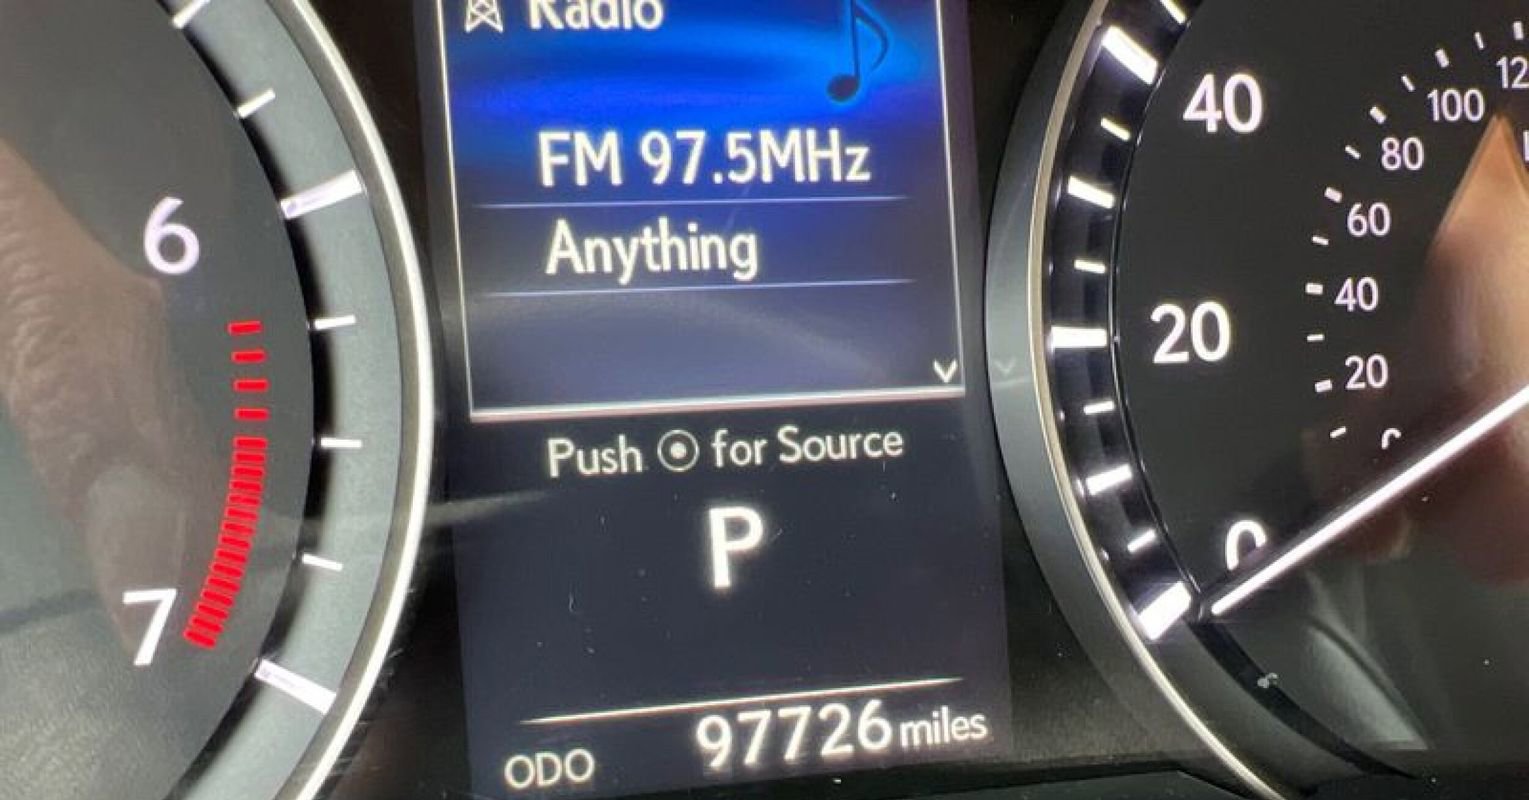 Radio
FM 97.5MHz
Anything
Push for Source
P
ODO 97726 miles
6
7
40
20
0
100
80
60
40
20